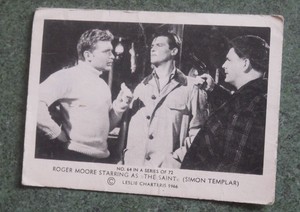 NO. 64 IN A SERIES OF 72
ROGER MOORE STARRING AS »THE SAINT« (SIMON TEMPLAR)
© LESLIE CHARTERIS 1966